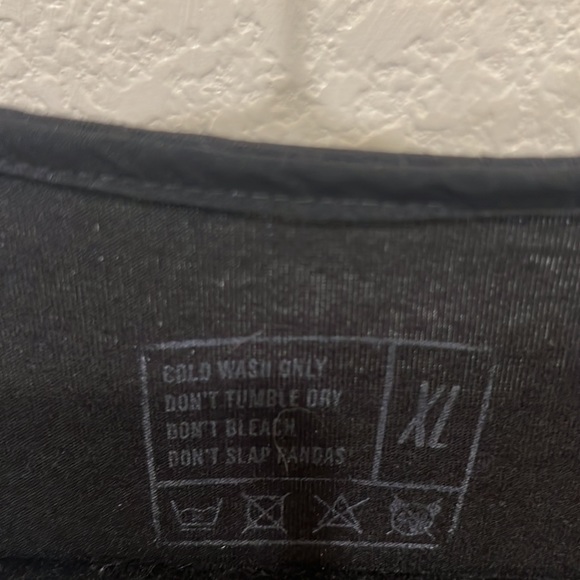 COLD WASH ONLY
DON'T TUMBLE DRY
DON'T BLEACH
DON'T SLAP PANDAS
XL